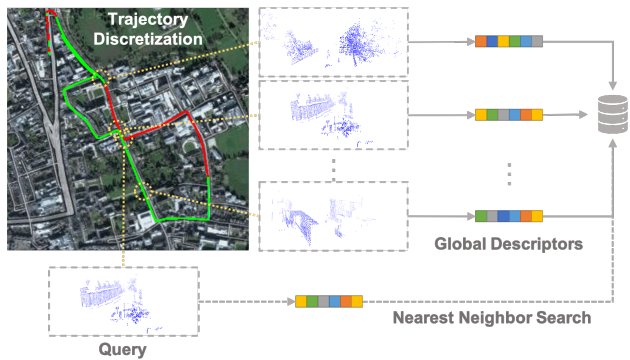 Trajectory
Discretization
Global Descriptors
Nearest Neighbor Search
Query